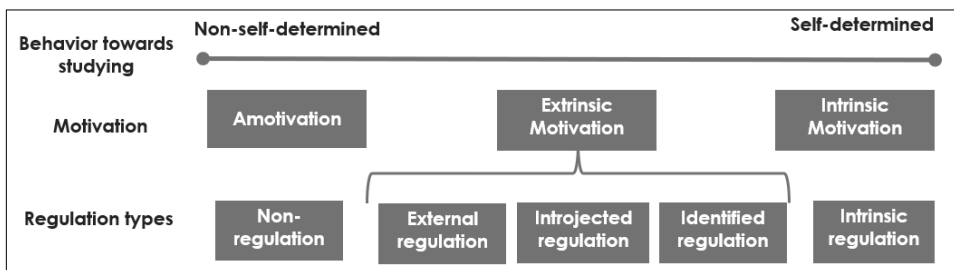 Non-self-determined
Self-determined
Behavior towards
studying
Motivation
Amotivation
Extrinsic
Motivation
Intrinsic
Motivation
Regulation types
Non-
regulation
External
regulation
Introjected
regulation
Identified
regulation
Intrinsic
regulation